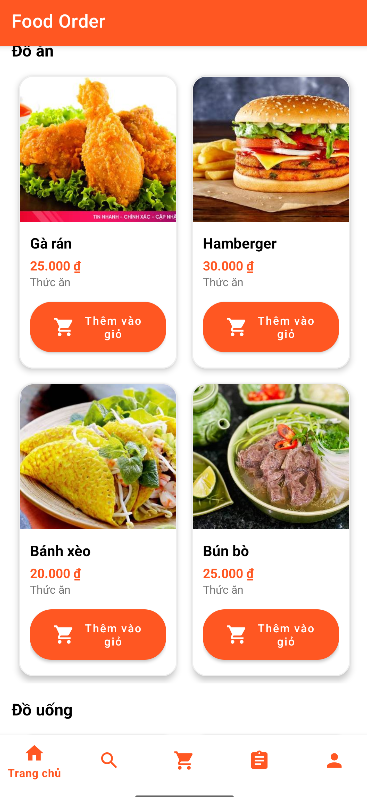 Food Order
Đồ ăn
TIN NHANH - CHÍNH XÁC - CẬP NHẬ
Gà rán
25.000 ₫
Thức ăn
Thêm vào
giỏ
Hamberger
30.000 ₫
Thức ăn
Thêm vào
giỏ
Bánh xèo
20.000 ₫
Thức ăn
Thêm vào
giỏ
Bún bò
25.000 ₫
Thức ăn
Thêm vào
giỏ
Đồ uống
Trang chủ